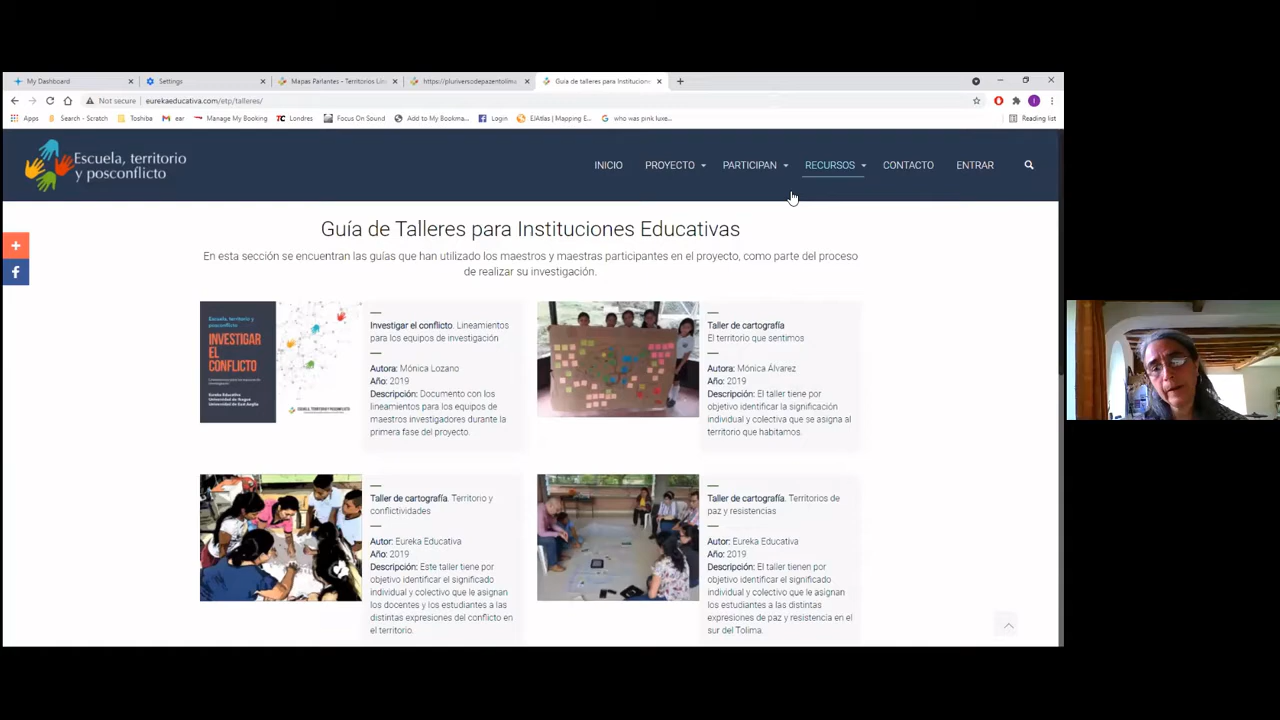 My Dashboard
Settings
Mapas Parlantes - Territorios Lin
https://pluriversodepazentolima
Guía de talleres para Institucione
Not secure
eurekaeducativa.com/etp/talleres/
Apps
Search - Scratch
Toshiba
ear
Manage My Booking
Londres
Focus On Sound
Add to My Bookma...
Login
EJAtlas | Mapping E...
who was pink luxe...
Reading list
Escuela, territorio
y posconflicto
INICIO
PROYECTO
PARTICIPAN
RECURSOS
CONTACTO
ENTRAR
Guía de Talleres para Instituciones Educativas
En esta sección se encuentran las guías que han utilizado los maestros y maestras participantes en el proyecto, como parte del proceso
de realizar su investigación.
Escuela, territorio y
posconflicto
INVESTIGAR
EL
CONFLICTO
Investigar el conflicto. Lineamientos
para los equipos de investigación
Autora: Mónica Lozano
Año: 2019
Descripción: Documento con los
lineamientos para los equipos de
maestros investigadores durante la
primera fase del proyecto.
Taller de cartografía
El territorio que sentimos
Autora: Mónica Álvarez
Año: 2019
Descripción: El taller tiene por
objetivo identificar la significación
individual y colectiva que se asigna al
territorio que habitamos.
Taller de cartografía. Territorio y
conflictividades
Autor: Eureka Educativa
Año: 2019
Descripción: Este taller tiene por
objetivo identificar el significado
individual y colectivo que le asignan
los docentes y los estudiantes a las
distintas expresiones del conflicto en
el territorio.
Taller de cartografía. Territorios de
paz y resistencias
Autor: Eureka Educativa
Año: 2019
Descripción: El taller tienen por
objetivo identificar el significado
individual y colectivo que le asignan
los estudiantes a las distintas
expresiones de paz y resistencia en el
sur del Tolima.